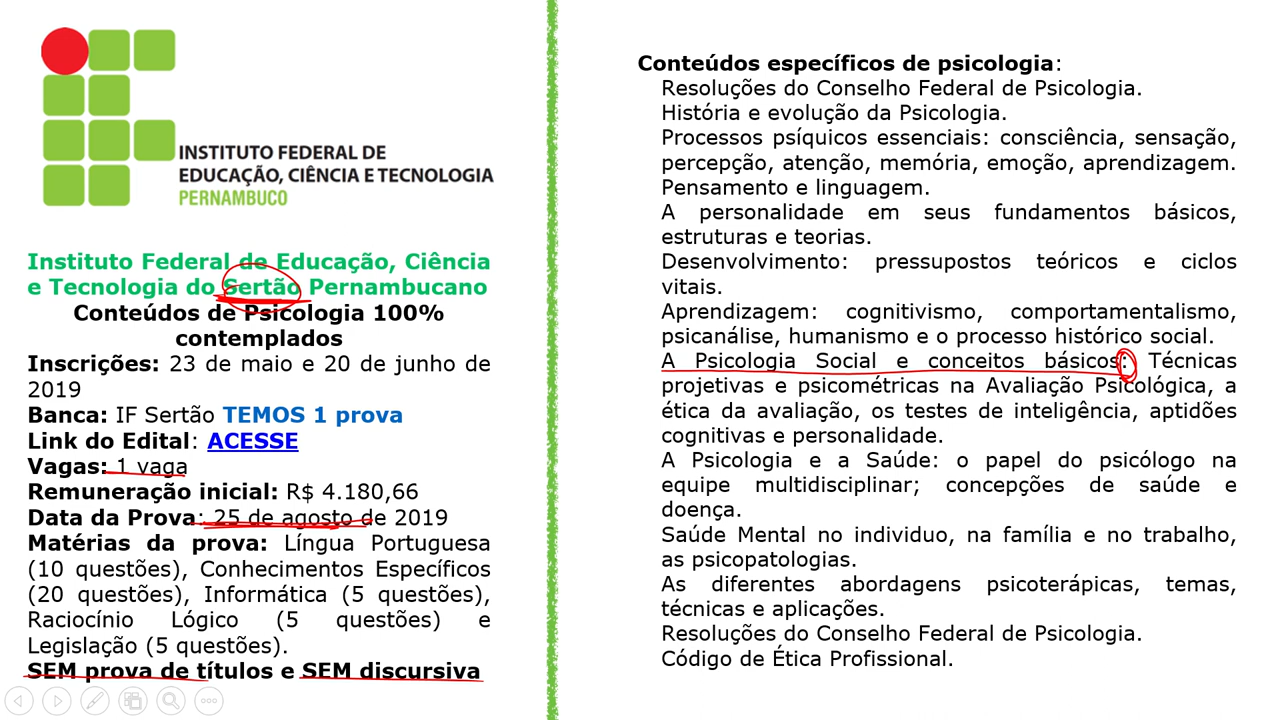 INSTITUTO FEDERAL DE
EDUCAÇÃO, CIÊNCIA E TECNOLOGIA
PERNAMBUCO
Instituto Federal de Educação, Ciência
e Tecnologia do Sertão Pernambucano
Conteúdos de Psicologia 100%
contemplados
Inscrições: 23 de maio e 20 de junho de
2019
Banca: IF Sertão TEMOS 1 prova
Link do Edital: ACESSE
Vagas: 1 vaga
Remuneração inicial: R$ 4.180,66
Data da Prova: 25 de agosto de 2019
Matérias da prova: Língua Portuguesa
(10 questões), Conhecimentos Específicos
(20 questões), Informática (5 questões),
Raciocínio Lógico (5 questões) e
Legislação (5 questões).
SEM prova de títulos e SEM discursiva
Conteúdos específicos de psicologia:
Resoluções do Conselho Federal de Psicologia.
História e evolução da Psicologia.
Processos psíquicos essenciais: consciência, sensação,
percepção, atenção, memória, emoção, aprendizagem.
Pensamento e linguagem.
A personalidade em seus fundamentos básicos,
estruturas e teorias.
Desenvolvimento: pressupostos teóricos e ciclos
vitais.
Aprendizagem: cognitivismo, comportamentalismo,
psicanálise, humanismo e o processo histórico social.
A Psicologia Social e conceitos básicos: Técnicas
projetivas e psicométricas na Avaliação Psicológica, a
ética da avaliação, os testes de inteligência, aptidões
cognitivas e personalidade.
A Psicologia e a Saúde: o papel do psicólogo na
equipe multidisciplinar; concepções de saúde e
doença.
Saúde Mental no individuo, na família e no trabalho,
as psicopatologias.
As diferentes abordagens psicoterápicas, temas,
técnicas e aplicações.
Resoluções do Conselho Federal de Psicologia.
Código de Ética Profissional.